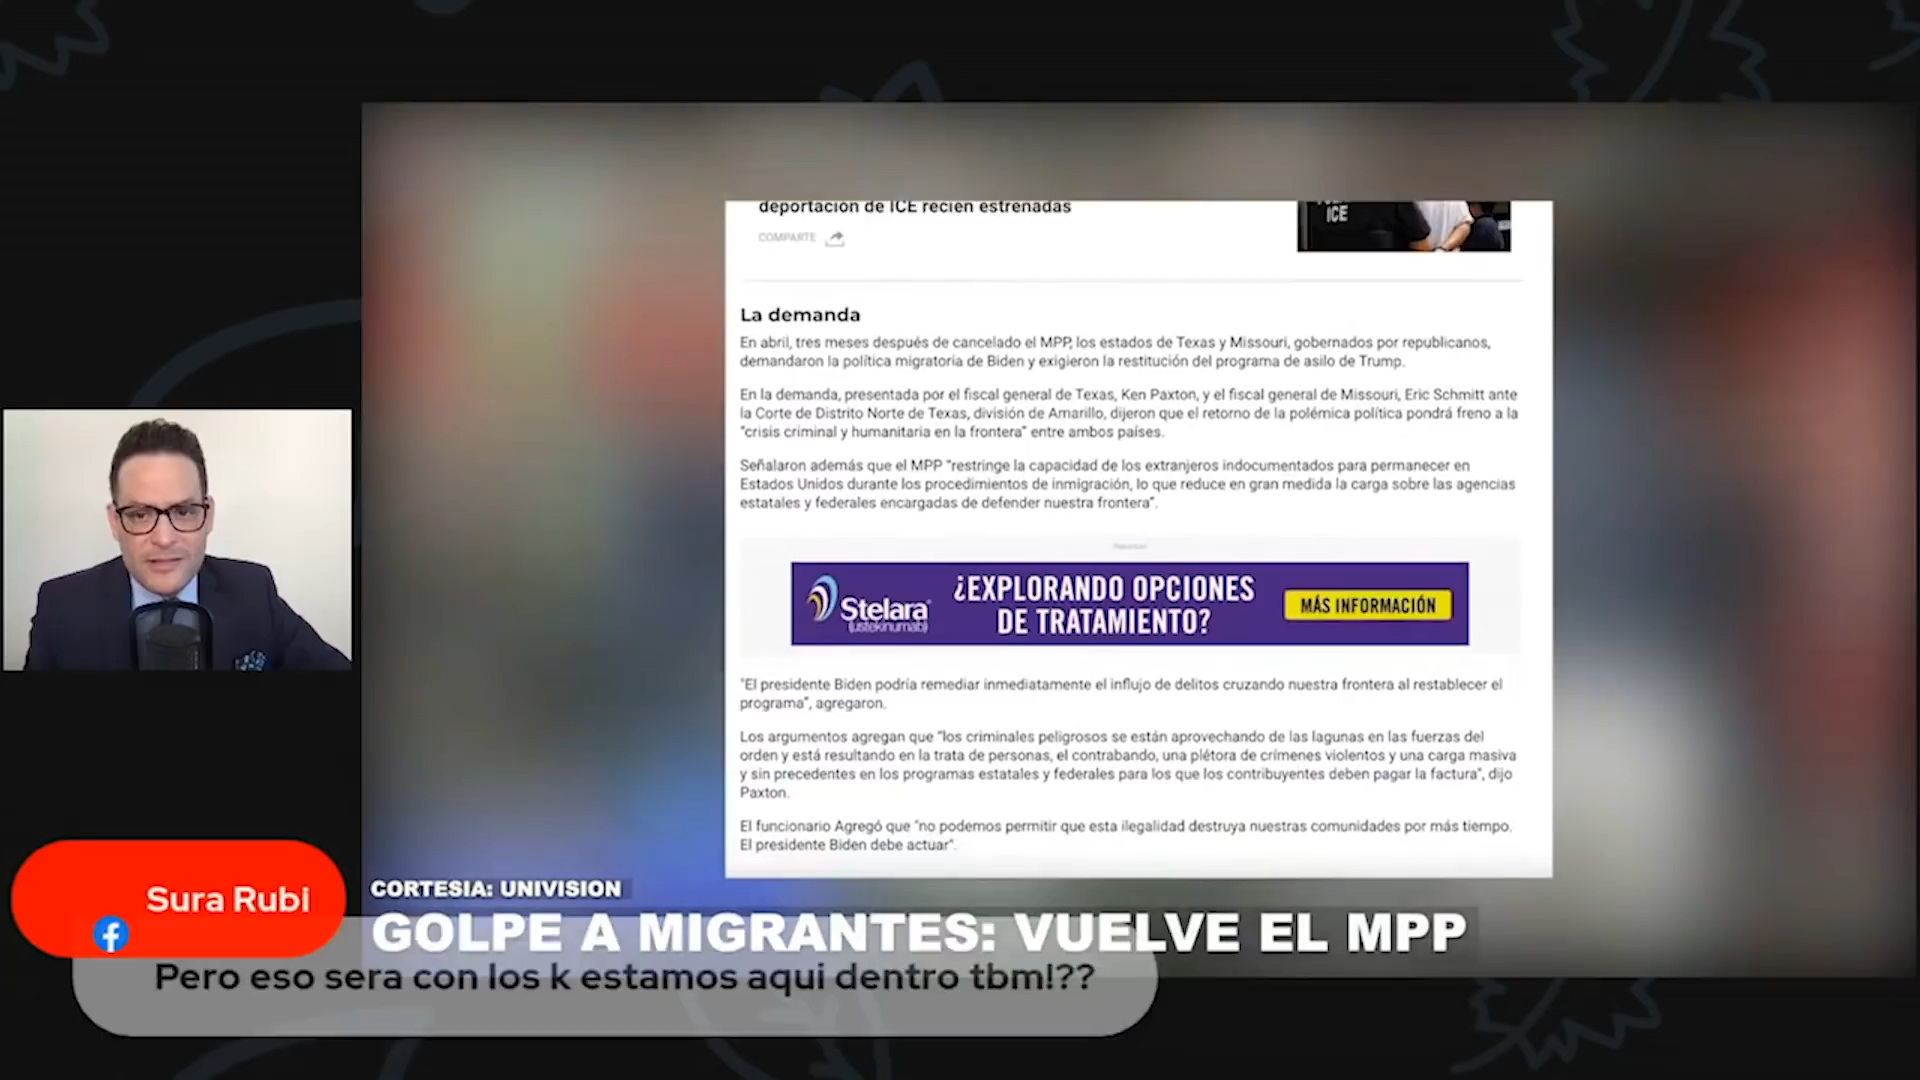 deportación de ICE recién estrenadas
COMPARTE
ICE
La demanda
En abril, tres meses después de cancelado el MPP, los estados de Texas y Missouri, gobernados por republicanos,
demandaron la política migratoria de Biden y exigieron la restitución del programa de asilo de Trump.
En la demanda, presentada por el fiscal general de Texas, Ken Paxton, y el fiscal general de Missouri, Eric Schmitt ante
la Corte de Distrito Norte de Texas, división de Amarillo, dijeron que el retorno de la polémica política pondrá freno a la
“crisis criminal y humanitaria en la frontera” entre ambos países.
Señalaron además que el MPP “restringe la capacidad de los extranjeros indocumentados para permanecer en
Estados Unidos durante los procedimientos de inmigración, lo que reduce en gran medida la carga sobre las agencias
estatales y federales encargadas de defender nuestra frontera”.
Stelara
(ustekinumab)
¿EXPLORANDO OPCIONES
DE TRATAMIENTO?
MÁS INFORMACIÓN
“El presidente Biden podría remediar inmediatamente el influjo de delitos cruzando nuestra frontera al restablecer el
programa”, agregaron.
Los argumentos agregan que “los criminales peligrosos se están aprovechando de las lagunas en las fuerzas del
orden y está resultando en la trata de personas, el contrabando, una plétora de crímenes violentos y una carga masiva
y sin precedentes en los programas estatales y federales para los que los contribuyentes deben pagar la factura”, dijo
Paxton.
El funcionario Agregó que “no podemos permitir que esta ilegalidad destruya nuestras comunidades por más tiempo.
El presidente Biden debe actuar”.
CORTESIA: UNIVISION
GOLPE A MIGRANTES: VUELVE EL MPP
Sura Rubi
Pero eso sera con los k estamos aqui dentro tbm!??